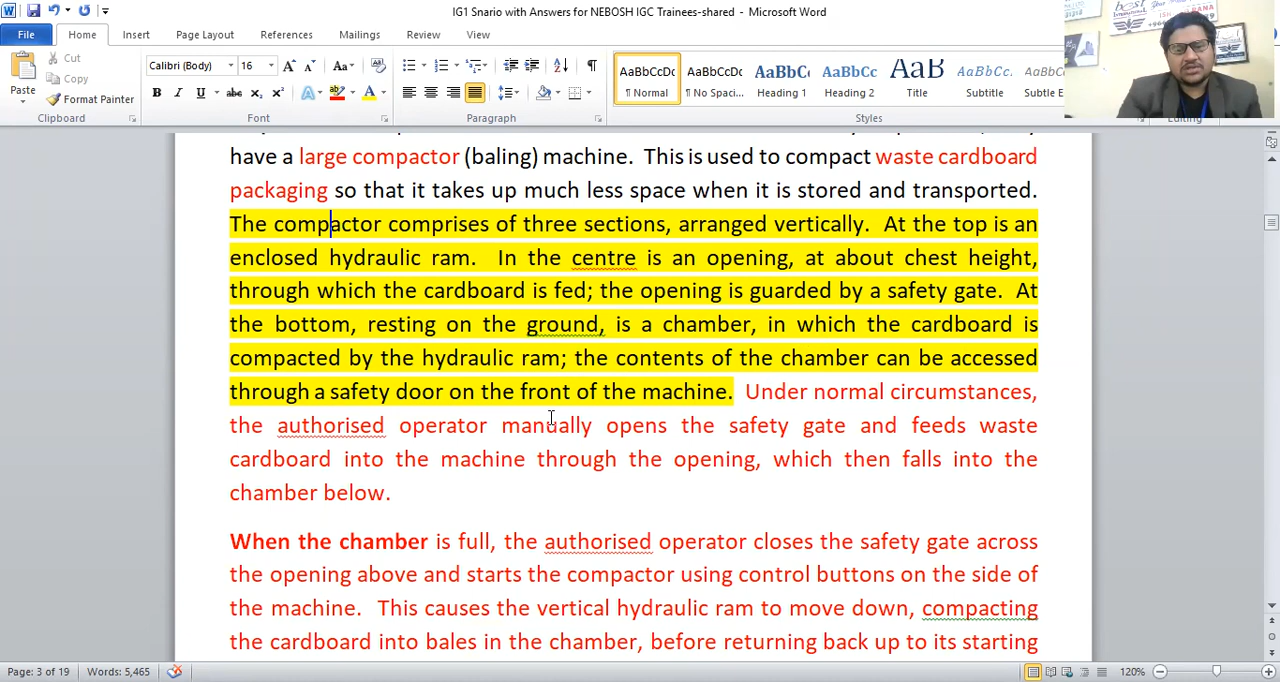 IG1 Snario with Answers for NEBOSH IGC Trainees-shared - Microsoft Word
File Home Insert Page Layout References Mailings Review View
Paste
Cut
Copy
Format Painter
Clipboard
Calibri (Body) 16
Font
Paragraph
AaBbCcDc AaBbCcDc AaBbC AaBbCc AaB AaBbCc. AaBbC
¶ Normal ¶ No Spaci... Heading 1 Heading 2 Title Subtitle Subtle E
Styles
Editing
best
have a large compactor (baling) machine. This is used to compact waste cardboard
packaging so that it takes up much less space when it is stored and transported.
The compactor comprises of three sections, arranged vertically. At the top is an
enclosed hydraulic ram. In the centre is an opening, at about chest height,
through which the cardboard is fed; the opening is guarded by a safety gate. At
the bottom, resting on the ground, is a chamber, in which the cardboard is
compacted by the hydraulic ram; the contents of the chamber can be accessed
through a safety door on the front of the machine. Under normal circumstances,
the authorised operator manually opens the safety gate and feeds waste
cardboard into the machine through the opening, which then falls into the
chamber below.
When the chamber is full, the authorised operator closes the safety gate across
the opening above and starts the compactor using control buttons on the side of
the machine. This causes the vertical hydraulic ram to move down, compacting
the cardboard into bales in the chamber, before returning back up to its starting
Page: 3 of 19 Words: 5,465 120%